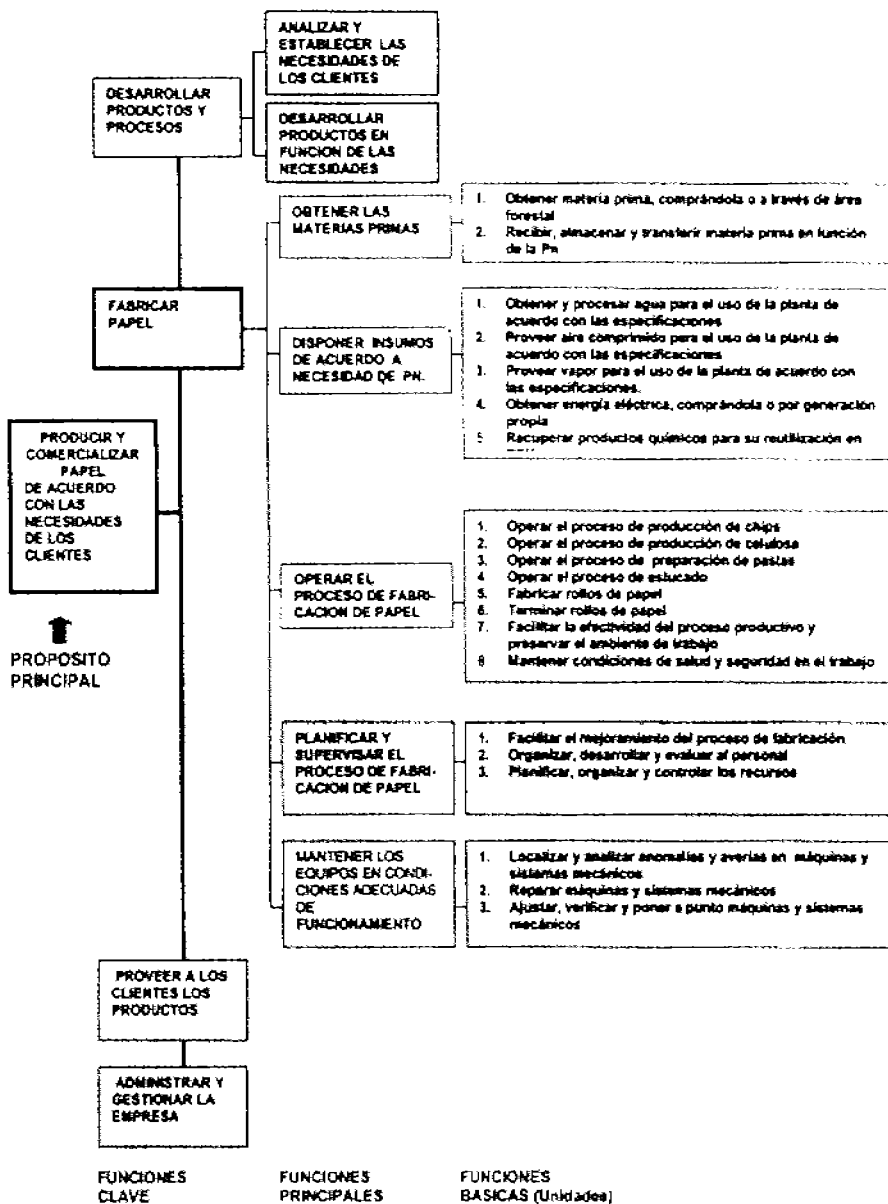 ANALIZAR Y
ESTABLECER LAS
NECESIDADES DE
LOS CLIENTES
DESARROLLAR
PRODUCTOS Y
PROCESOS
DESARROLLAR
PRODUCTOS EN
FUNCION DE LAS
NECESIDADES
OBTENER LAS
MATERIAS PRIMAS
1. Obtener materia prima, comprándola o a través de área
forestal
2. Recibir, almacenar y transferir materia prima en función
de la Pn
FABRICAR
PAPEL
DISPONER INSUMOS
DE ACUERDO A
NECESIDAD DE PN.
1. Obtener y procesar agua para el uso de la planta de
acuerdo con las especificaciones
2. Proveer aire comprimido para el uso de la planta de
acuerdo con las especificaciones
3. Proveer vapor para el uso de la planta de acuerdo con
las especificaciones.
4. Obtener energía eléctrica, comprándola o por generación
propia
5 Recuperar productos químicos para su reutilización en
PRODUCIR Y
COMERCIALIZAR
PAPEL
DE ACUERDO
CON LAS
NECESIDADES
DE LOS
CLIENTES
PROPOSITO
PRINCIPAL
OPERAR EL
PROCESO DE FABRI-
CACION DE PAPEL
1. Operar el proceso de producción de chips
2. Operar el proceso de producción de celulosa
3. Operar el proceso de preparación de pastas
4 Operar el proceso de estucado
5 Fabricar rollos de papel
6. Terminar rollos de papel
7. Facilitar la efectividad del proceso productivo y
preservar el ambiente de trabajo
8 Mantener condiciones de salud y seguridad en el trabajo
PLANIFICAR Y
SUPERVISAR EL
PROCESO DE FABRI-
CACION DE PAPEL
1. Facilitar el mejoramiento del proceso de fabricación
2. Organizar, desarrollar y evaluar al personal
3. Planificar, organizar y controlar los recursos
MANTENER LOS
EQUIPOS EN CONDI-
CIONES ADECUADAS
DE
FUNCIONAMIENTO
1. Localizar y analizar anomalías y averías en máquinas y
sistemas mecánicos
2. Reparar máquinas y sistemas mecánicos
3. Ajustar, verificar y poner a punto máquinas y sistemas
mecánicos
PROVEER A LOS
CLIENTES LOS
PRODUCTOS
ADMINISTRAR Y
GESTIONAR LA
EMPRESA
FUNCIONES
CLAVE
FUNCIONES
PRINCIPALES
FUNCIONES
BASICAS (Unidades)